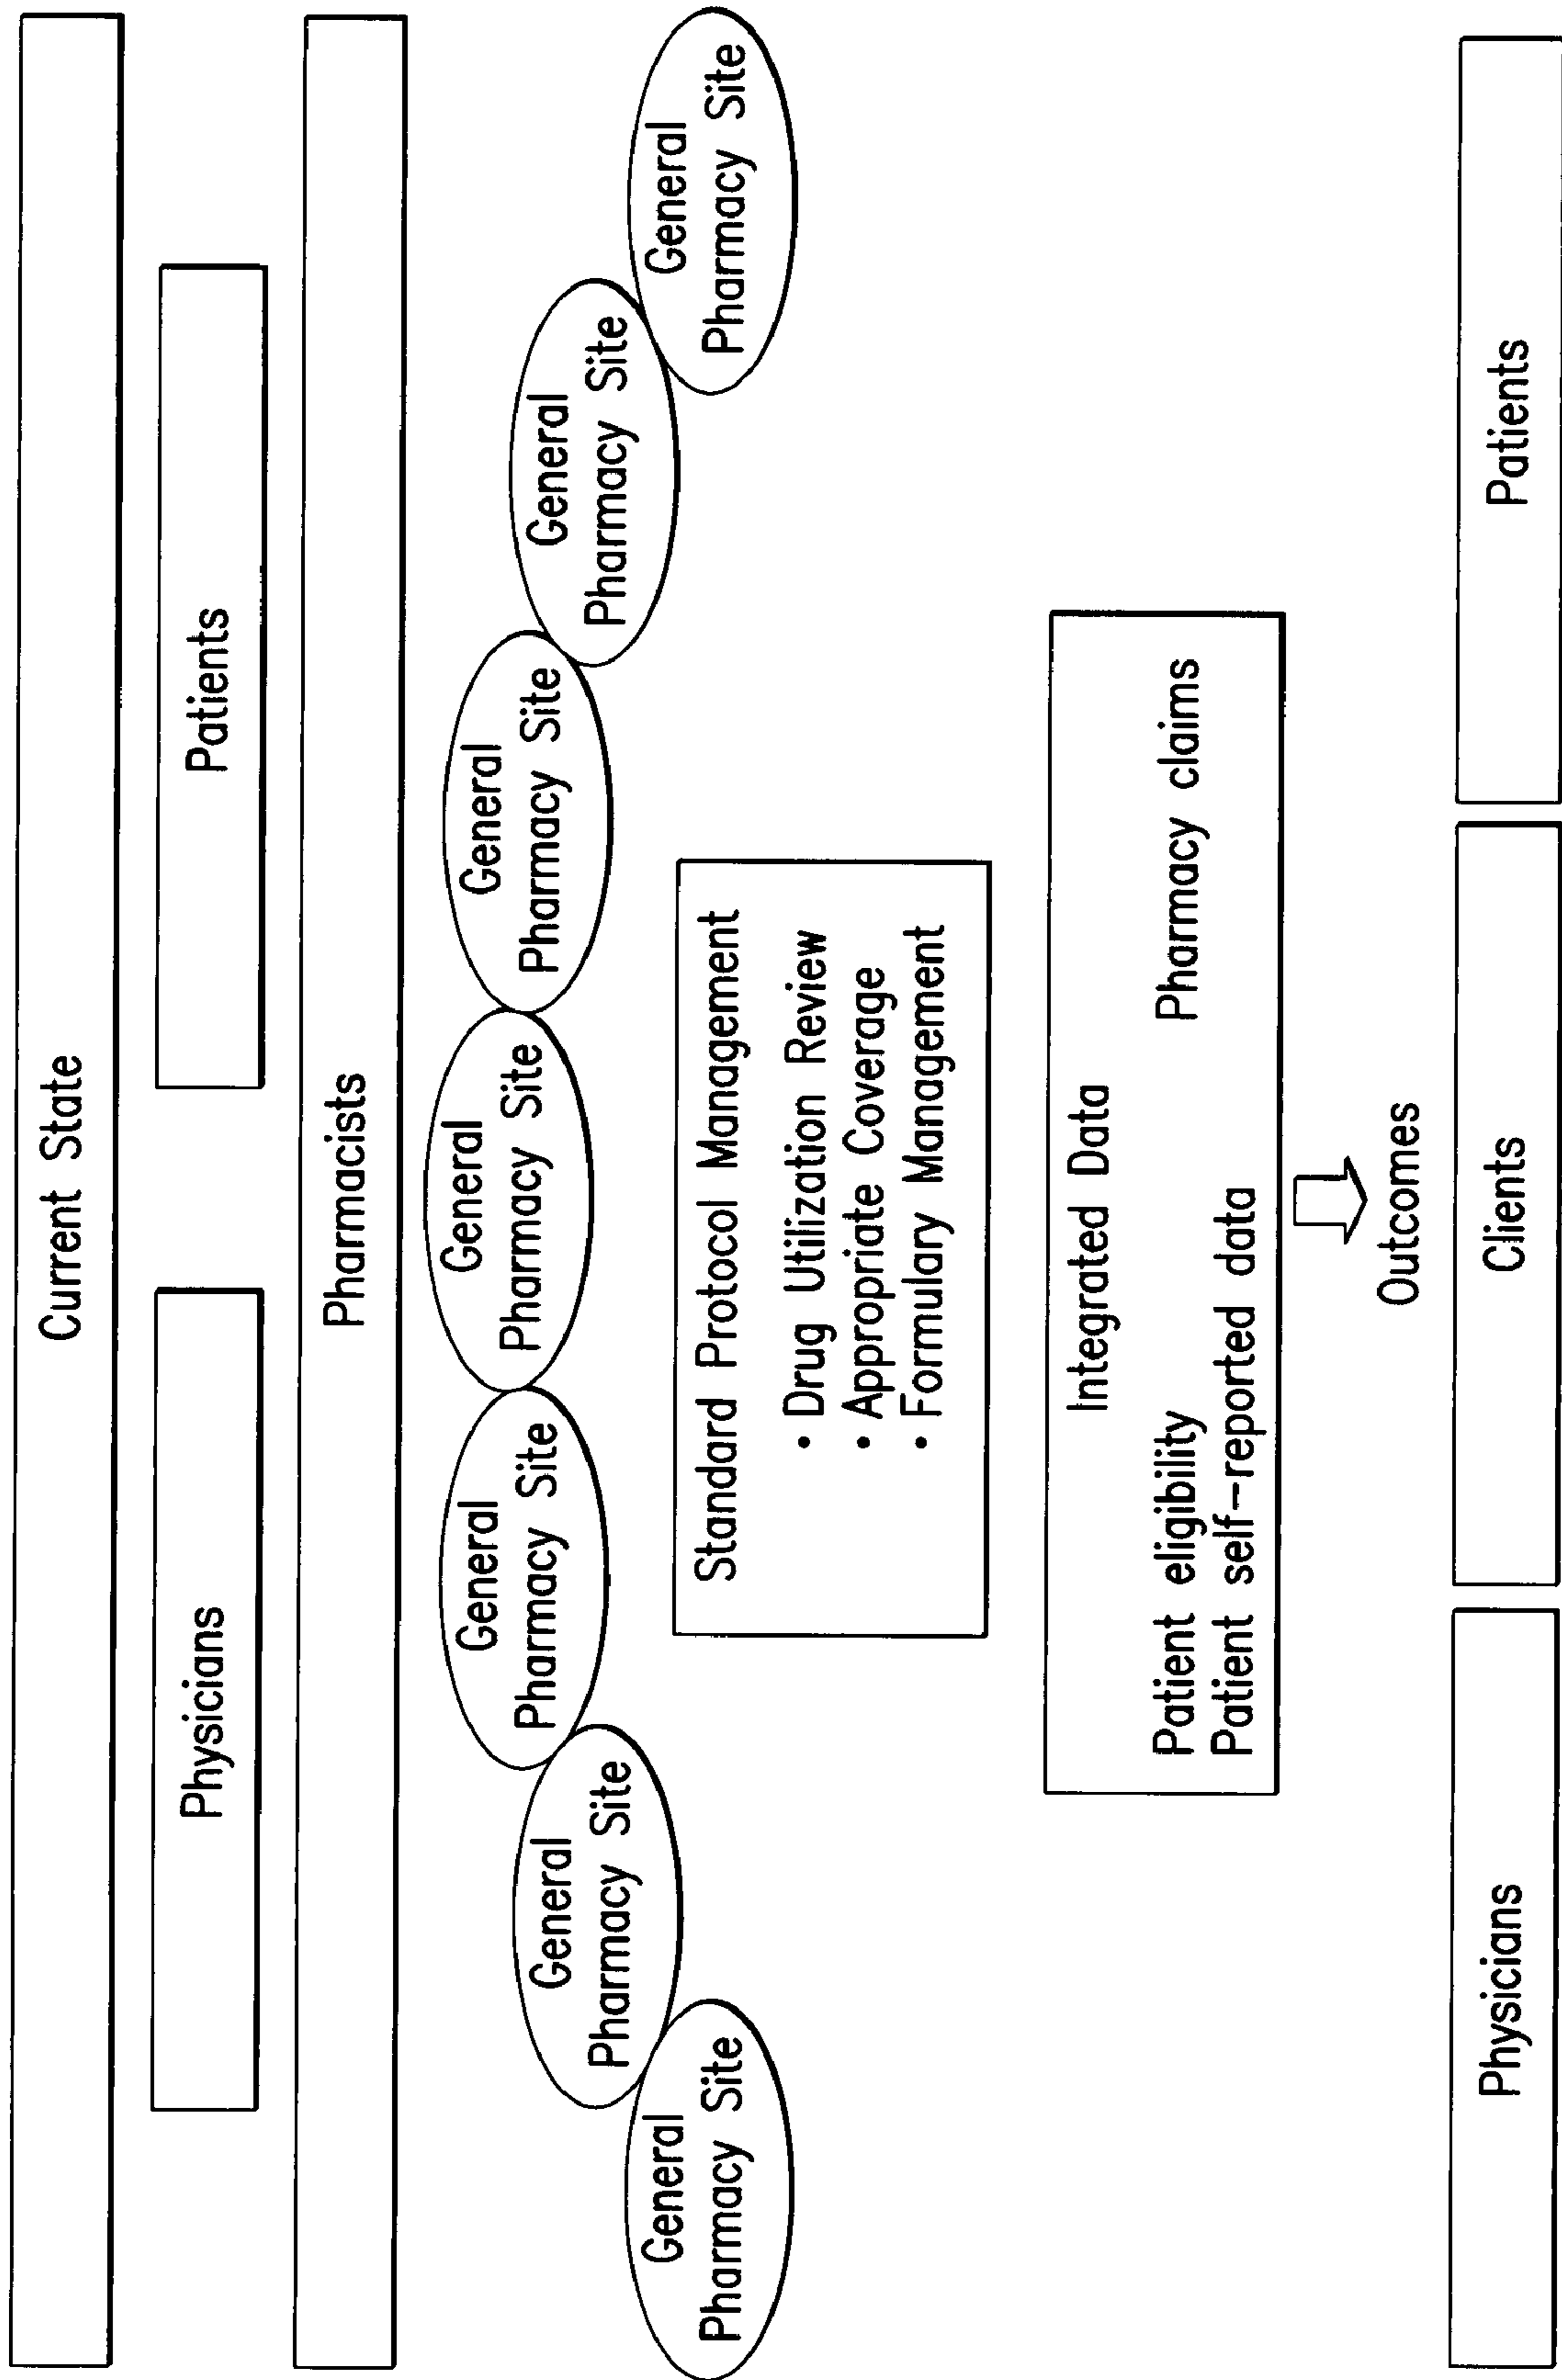 Current State
Physicians
Patients
Pharmacists
General
Pharmacy Site
General
Pharmacy Site
General
Pharmacy Site
General
Pharmacy Site
General
Pharmacy Site
General
Pharmacy Site
General
Pharmacy Site
Standard Protocol Management
• Drug Utilization Review
• Appropriate Coverage
• Formulary Management
Integrated Data
Patient eligibility Pharmacy claims
Patient self-reported data
Outcomes
Physicians
Clients
Patients